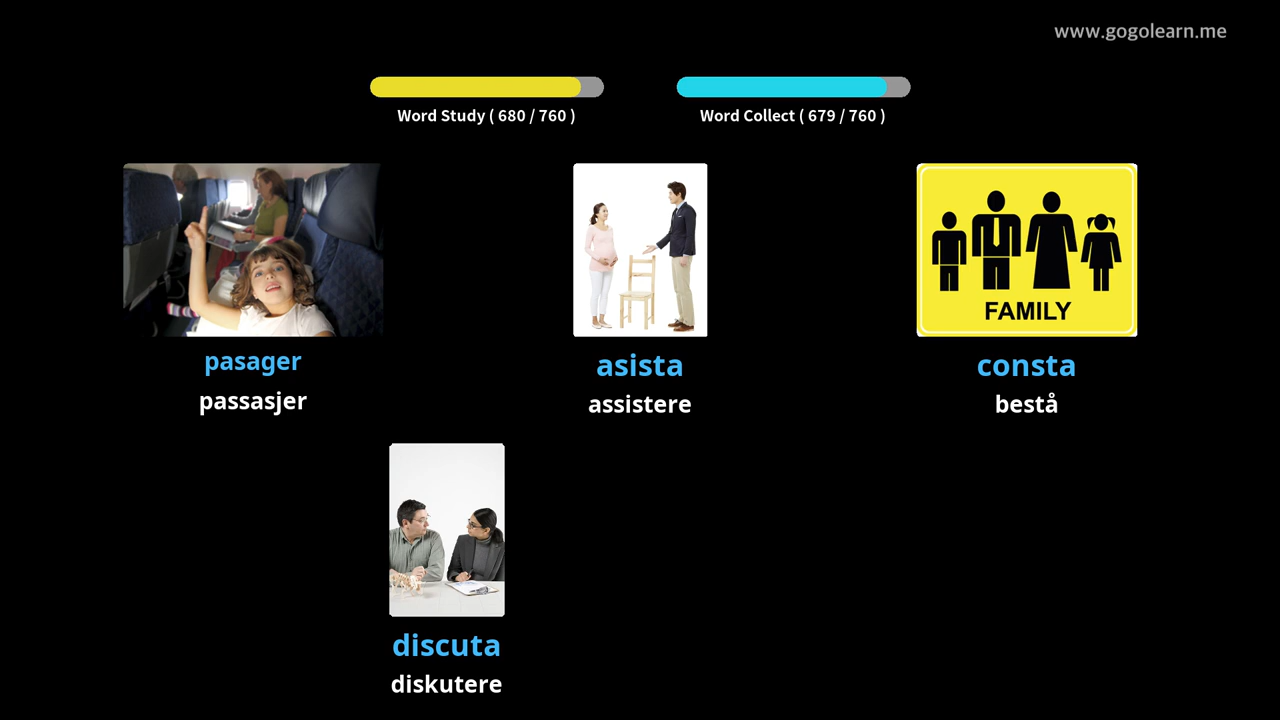 www.gogolearn.me
Word Study ( 680 / 760 )
Word Collect ( 679 / 760 )
FAMILY
pasager
passasjer
asista
assistere
consta
bestå
discuta
diskutere